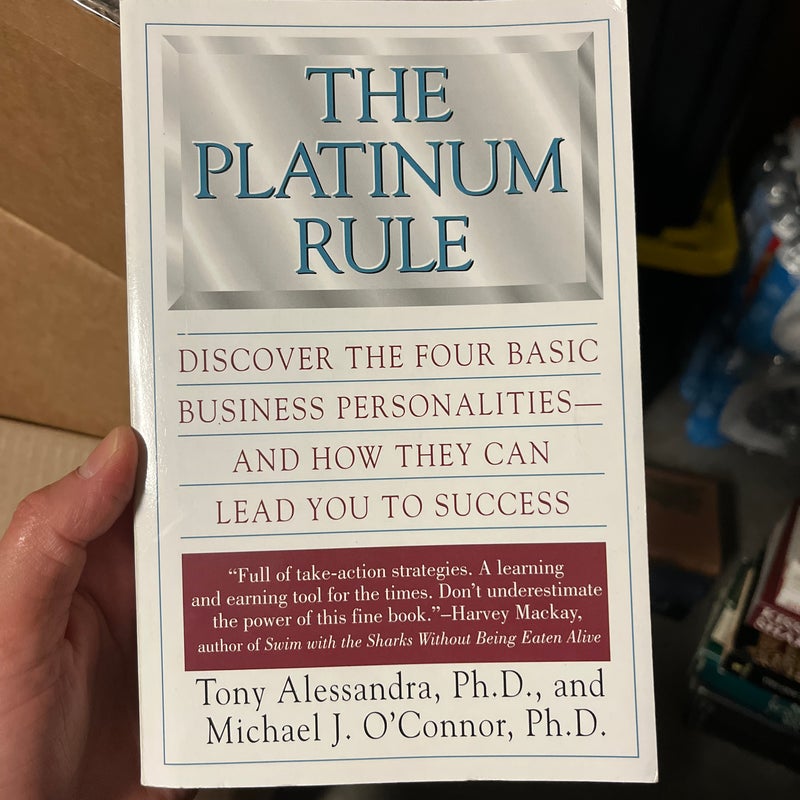 THE
PLATINUM
RULE
DISCOVER THE FOUR BASIC
BUSINESS PERSONALITIES—
AND HOW THEY CAN
LEAD YOU TO SUCCESS
“Full of take-action strategies. A learning
and earning tool for the times. Don’t underestimate
the power of this fine book.”–Harvey Mackay,
author of Swim with the Sharks Without Being Eaten Alive
Tony Alessandra, Ph.D., and
Michael J. O’Connor, Ph.D.